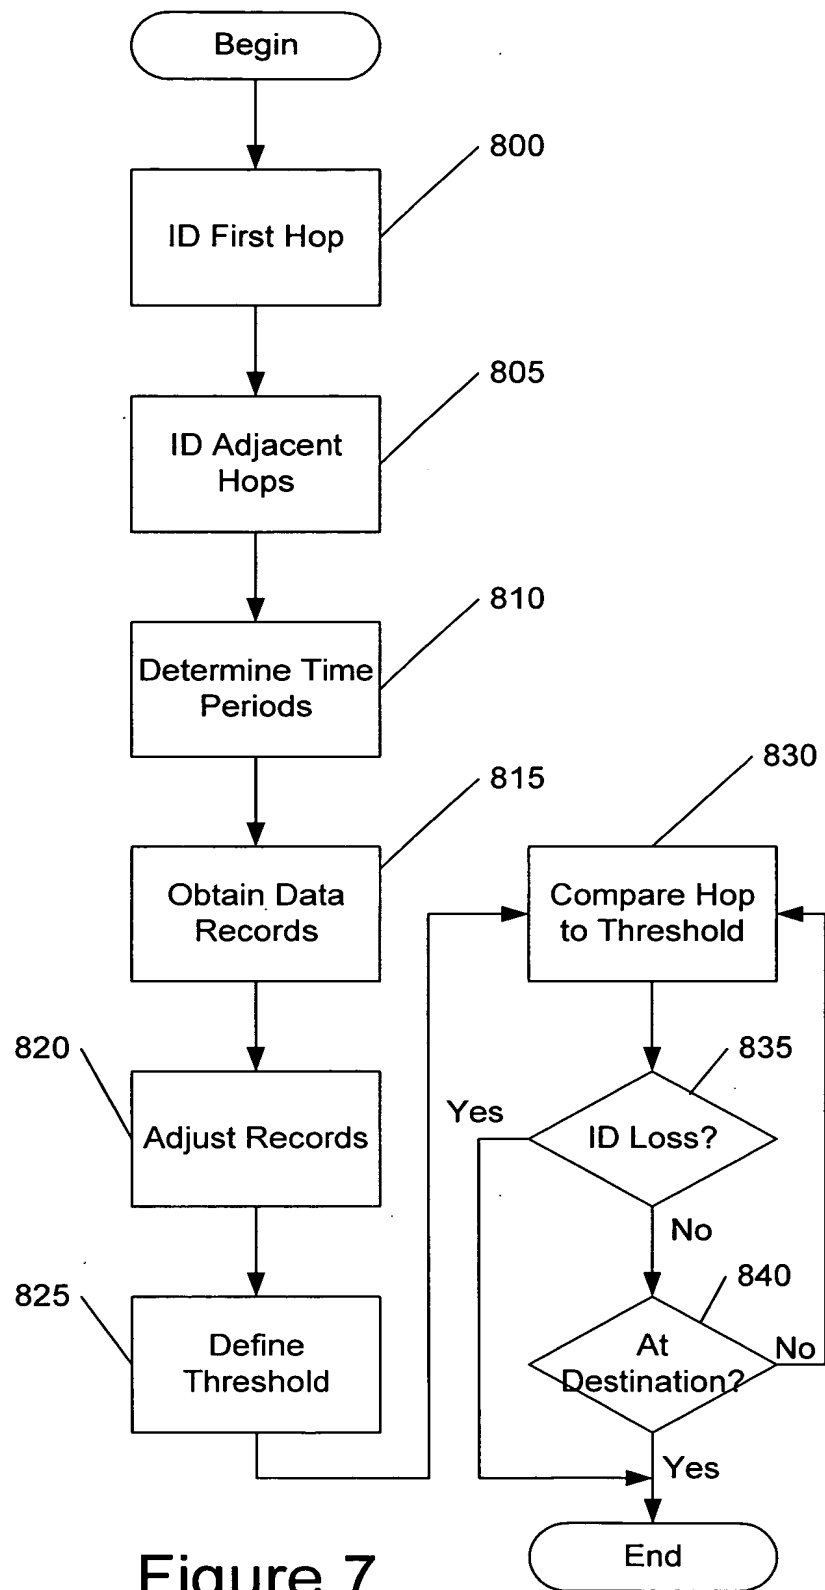 Begin
800
ID First Hop
805
ID Adjacent
Hops
810
Determine Time
Periods
815
Obtain Data
Records
820
Adjust Records
825
Define
Threshold
830
Compare Hop
to Threshold
835
Yes
ID Loss?
No
840
At
Destination?
No
Yes
End
Figure 7